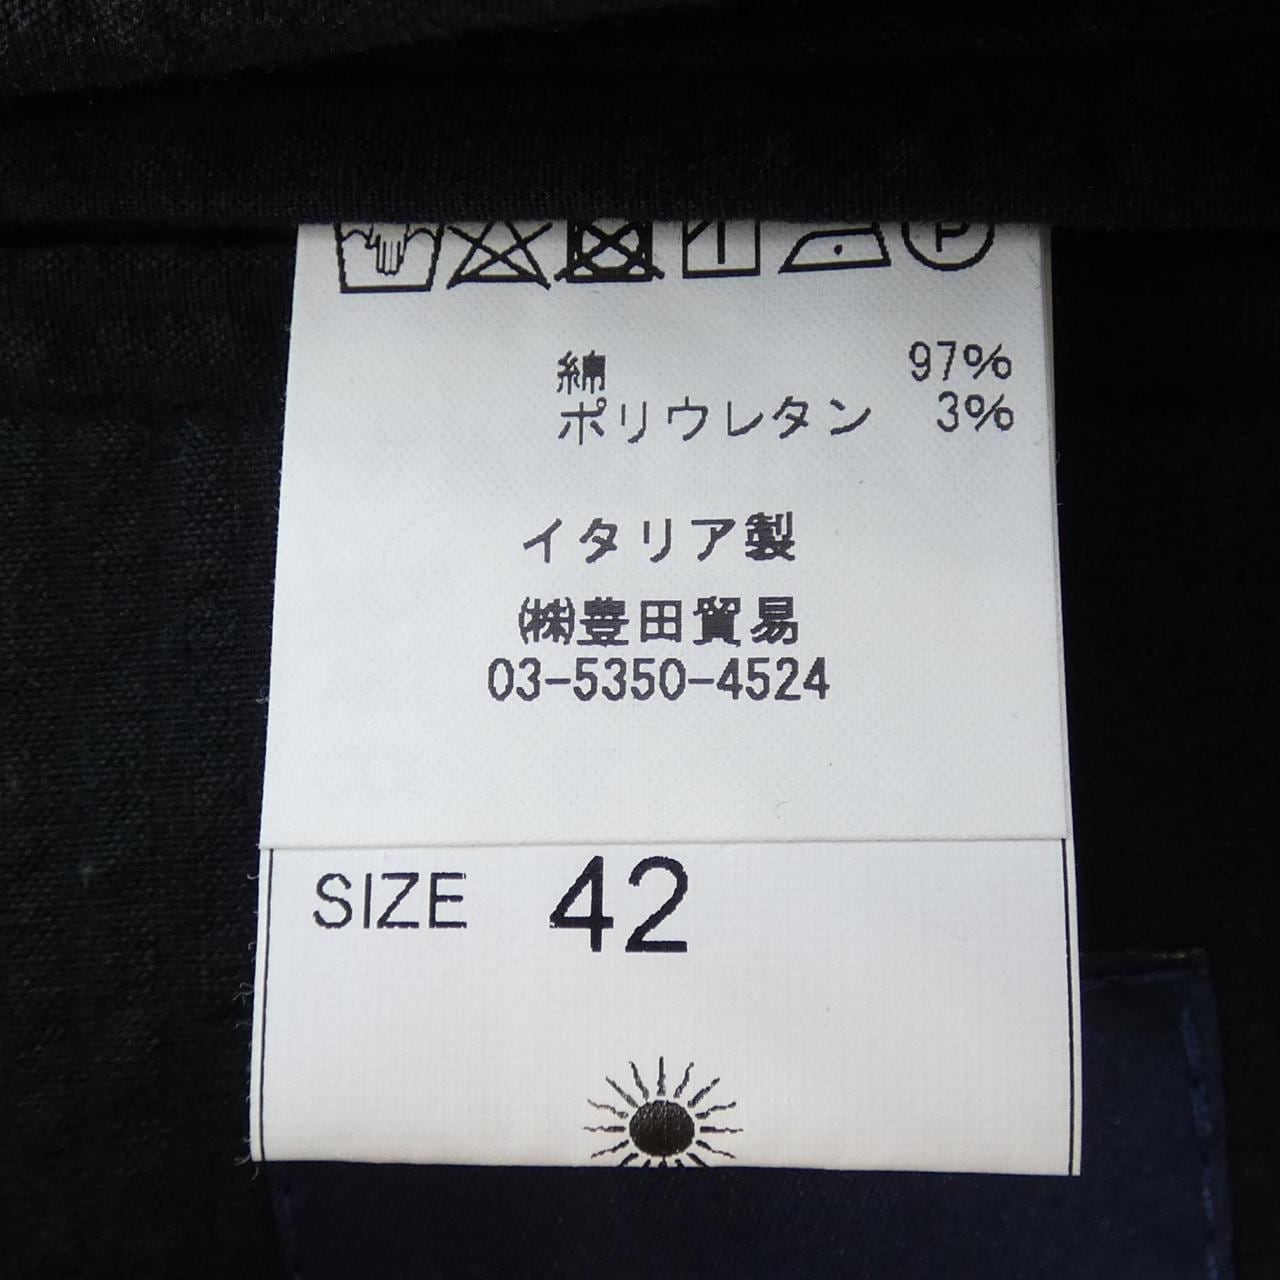 P
綿 97%
ポリウレタン 3%
イタリア製
㈱豊田貿易
03-5350-4524
SIZE 42